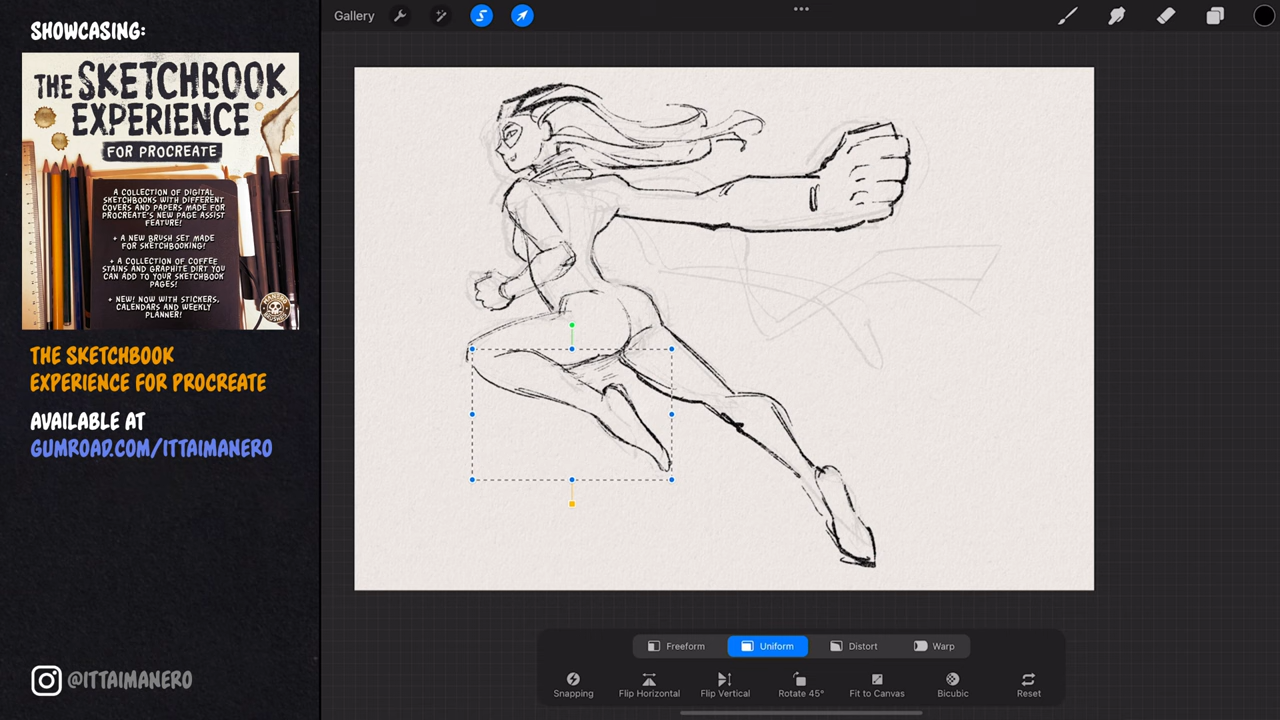 SHOWCASING:
THE SKETCHBOOK
EXPERIENCE
FOR PROCREATE
A COLLECTION OF DIGITAL
SKETCHBOOKS WITH DIFFERENT
COVERS AND PAPERS MADE FOR
PROCREATE'S NEW PAGE ASSIST
FEATURE!
+ A NEW BRUSH SET MADE
FOR SKETCHBOOKING!
+ A COLLECTION OF COFFEE
STAINS AND GRAPHITE DIRT YOU
CAN ADD TO YOUR SKETCHBOOK
PAGES!
+ NEW! NOW WITH STICKERS,
CALENDARS AND WEEKLY
PLANNER!
THE SKETCHBOOK
EXPERIENCE FOR PROCREATE
AVAILABLE AT
GUMROAD.COM/ITTAIMANERO
@ITTAIMANERO
Gallery
Freeform
Uniform
Distort
Warp
Snapping
Flip Horizontal
Flip Vertical
Rotate 45°
Fit to Canvas
Bicubic
Reset